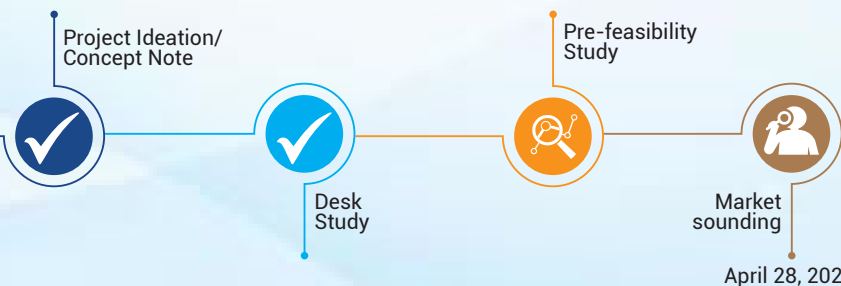 Project Ideation/
Concept Note
Desk
Study
Pre-feasibility
Study
Market
sounding
April 28,